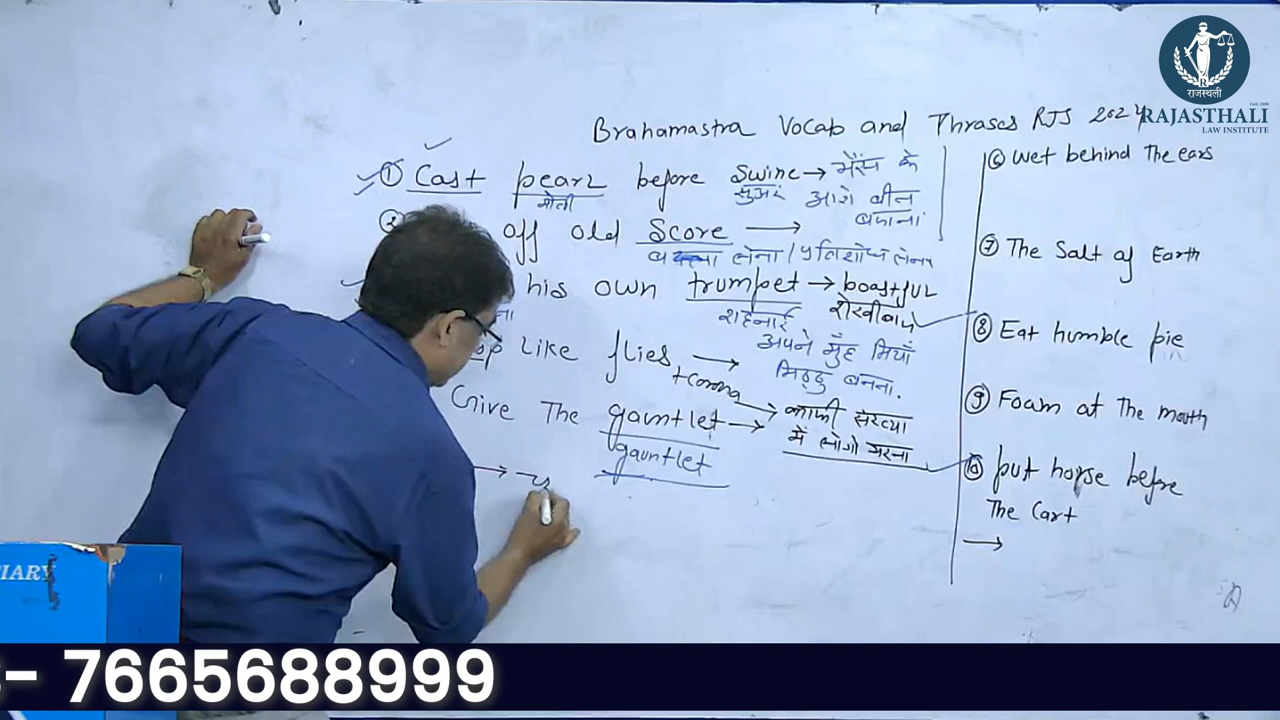 Brahamastra Vocab and Thrases RJS 2024
① Cast pearl before Swine → भैंस के
मोती
सुअर
आगे बीन
बजाना
off old Score →
बदला लेना / प्रतिशोध लेना
his own trumpet → boastful
शहनाई
शेखीबाज
अपने मुँह मियाँ
मिट्ठु बनना.
op like flies →
+corona
काफी संख्या
में लोगो मरना
Give The gauntlet →
gauntlet
→
⑥ Wet behind The ears
⑦ The Salt of Earth
⑧ Eat humble pie
⑨ Foam at The mouth
⑩ put horse before
The Cart
→
राजस्थली
RAJASTHALI
LAW INSTITUTE
IARY
- 7665688999